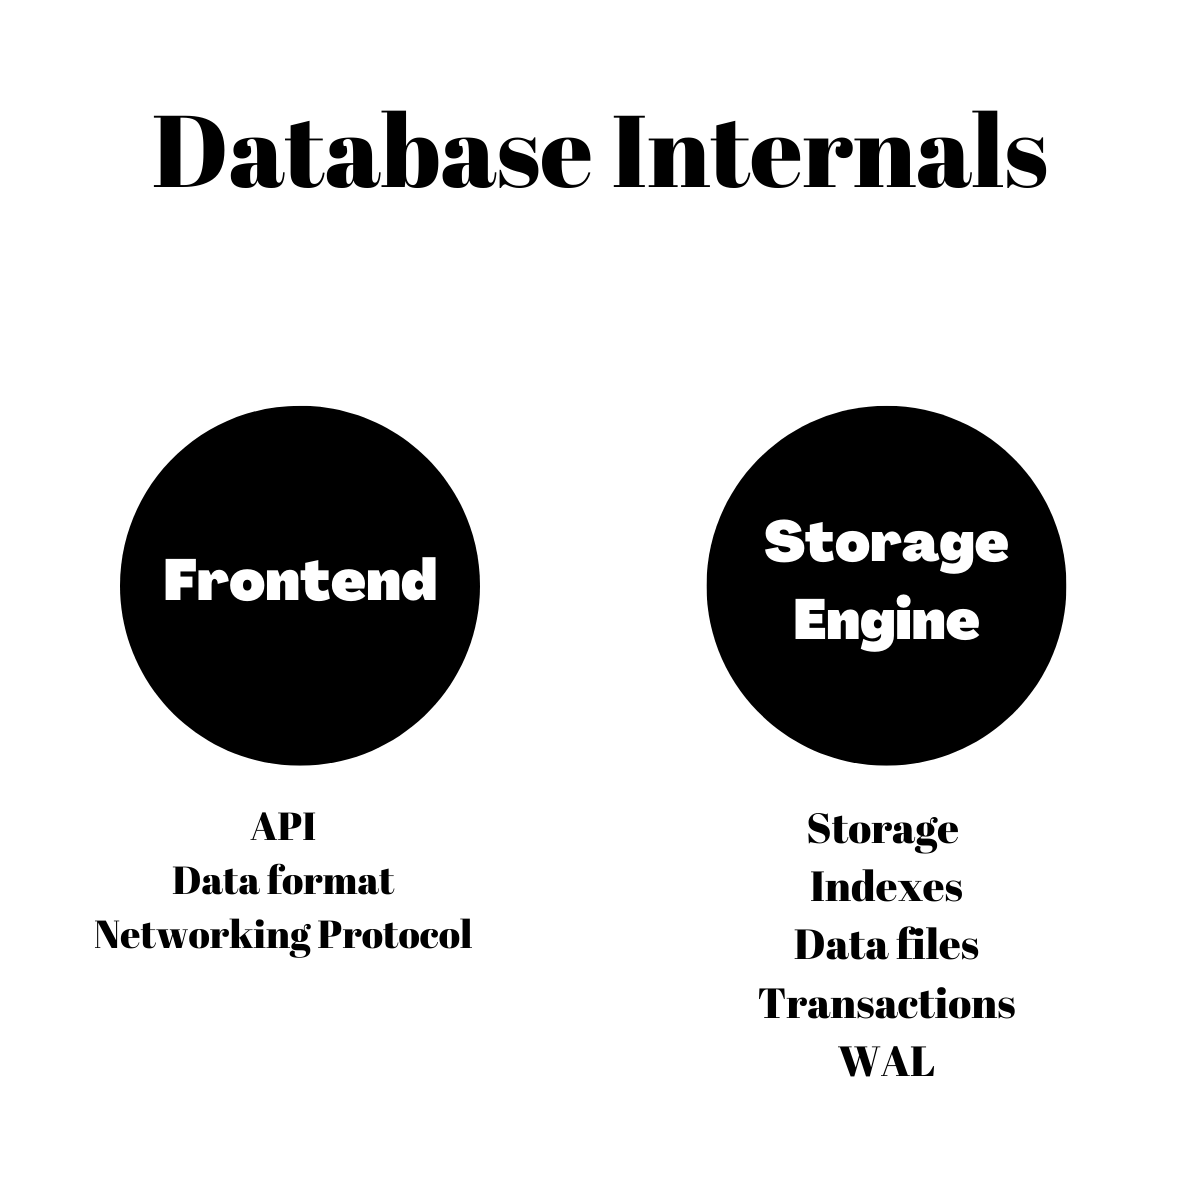 Database Internals
Frontend
API
Data format
Networking Protocol
Storage
Engine
Storage
Indexes
Data files
Transactions
WAL